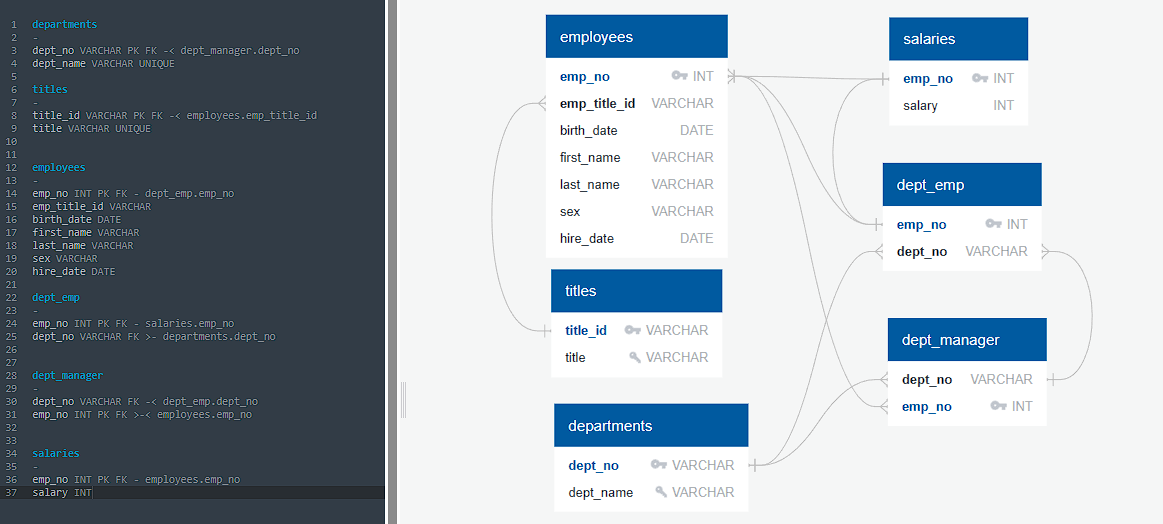 1 departments
2 -
3 dept_no VARCHAR PK FK -< dept_manager.dept_no
4 dept_name VARCHAR UNIQUE
5
6 titles
7 -
8 title_id VARCHAR PK FK -< employees.emp_title_id
9 title VARCHAR UNIQUE
10
11
12 employees
13 -
14 emp_no INT PK FK - dept_emp.emp_no
15 emp_title_id VARCHAR
16 birth_date DATE
17 first_name VARCHAR
18 last_name VARCHAR
19 sex VARCHAR
20 hire_date DATE
21
22 dept_emp
23 -
24 emp_no INT PK FK - salaries.emp_no
25 dept_no VARCHAR FK >- departments.dept_no
26
27
28 dept_manager
29 -
30 dept_no VARCHAR FK -< dept_emp.dept_no
31 emp_no INT PK FK >-< employees.emp_no
32
33
34 salaries
35 -
36 emp_no INT PK FK - employees.emp_no
37 salary INT
employees
emp_no INT
emp_title_id VARCHAR
birth_date DATE
first_name VARCHAR
last_name VARCHAR
sex VARCHAR
hire_date DATE
titles
title_id VARCHAR
title VARCHAR
departments
dept_no VARCHAR
dept_name VARCHAR
salaries
emp_no INT
salary INT
dept_emp
emp_no INT
dept_no VARCHAR
dept_manager
dept_no VARCHAR
emp_no INT